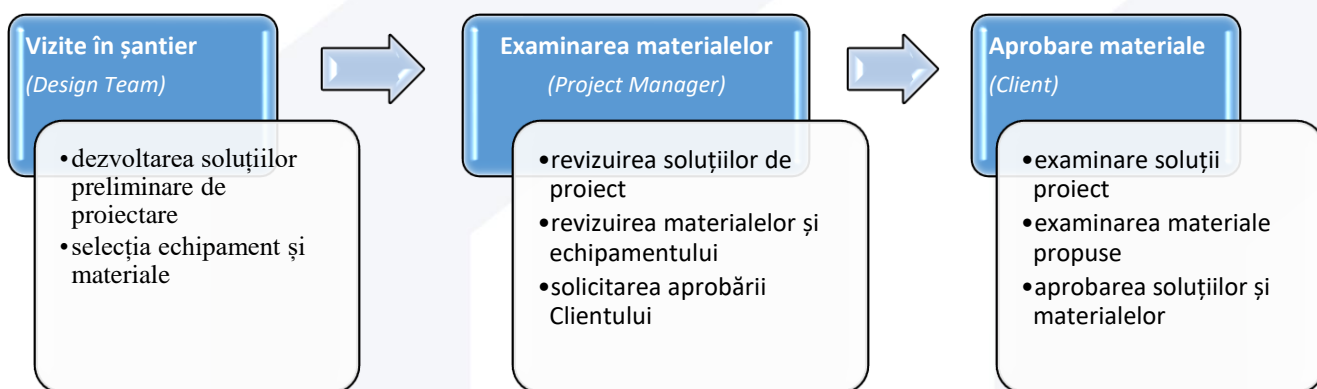 Vizite în șantier
(Design Team)
•dezvoltarea soluțiilor
preliminare de
proiectare
•selecția echipament și
materiale
Examinarea materialelor
(Project Manager)
•revizuirea soluțiilor de
proiect
•revizuirea materialelor și
echipamentului
•solicitarea aprobării
Clientului
Aprobare materiale
(Client)
•examinare soluții
proiect
•examinarea materiale
propuse
•aprobarea soluțiilor și
materialelor